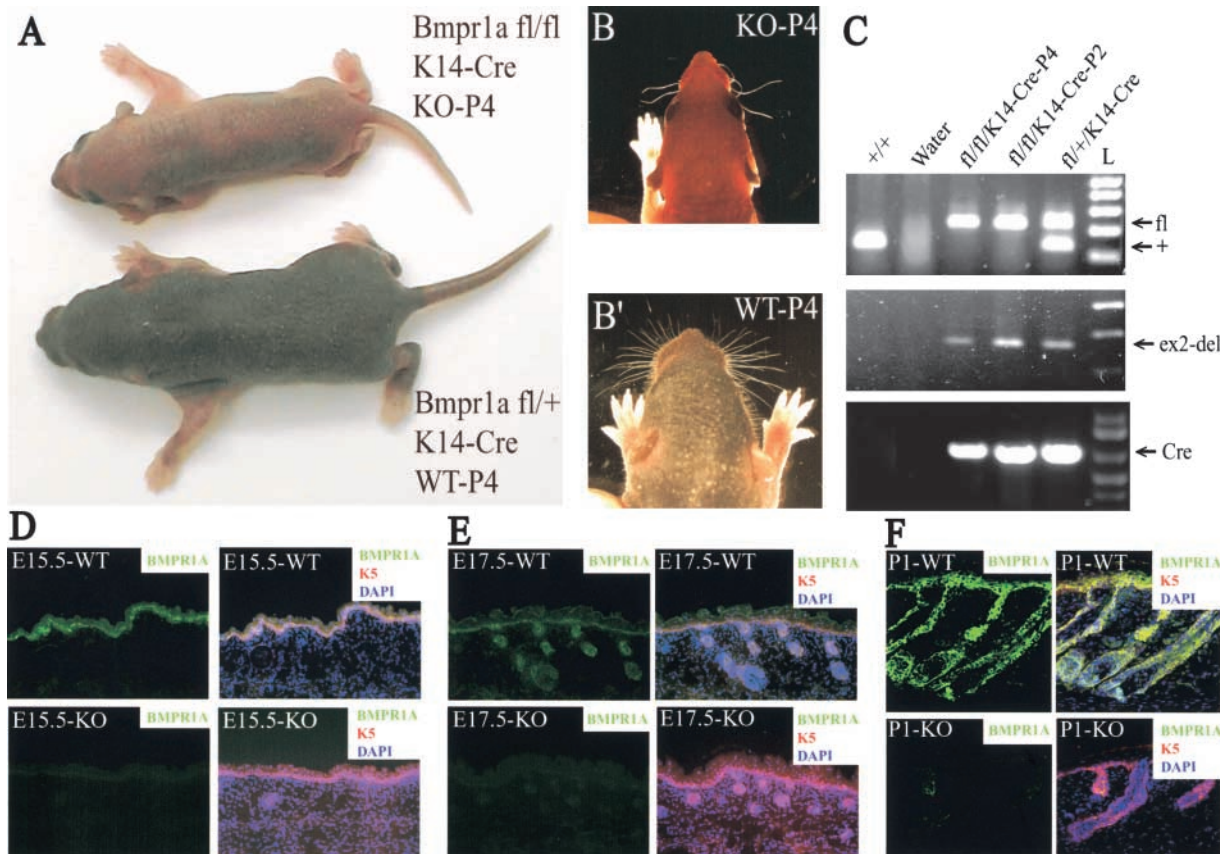 A
Bmpr1a fl/fl
K14-Cre
KO-P4
Bmpr1a fl/+
K14-Cre
WT-P4
B
KO-P4
B'
WT-P4
C
+/+
Water
fl/fl/K14-Cre-P4
fl/fl/K14-Cre-P2
fl/+/K14-Cre
L
fl
+
ex2-del
Cre
D
E15.5-WT
BMPR1A
E15.5-WT
BMPR1A
K5
DAPI
E15.5-KO
BMPR1A
E15.5-KO
BMPR1A
K5
DAPI
E
E17.5-WT
BMPR1A
E17.5-WT
BMPR1A
K5
DAPI
E17.5-KO
BMPR1A
E17.5-KO
BMPR1A
K5
DAPI
F
P1-WT
BMPR1A
P1-WT
BMPR1A
K5
DAPI
P1-KO
BMPR1A
P1-KO
BMPR1A
K5
DAPI